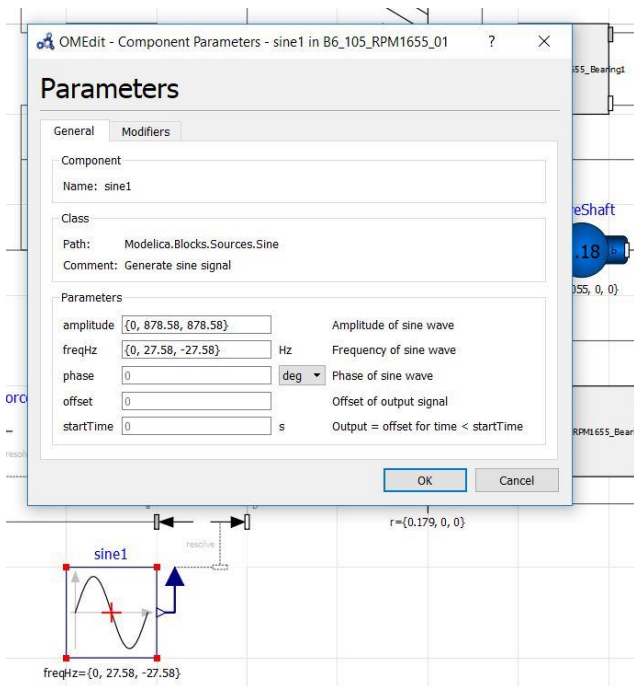 OMEdit - Component Parameters - sine1 in B6_105_RPM1655_01
?
Parameters
General Modifiers
Component
Name: sine1
Class
Path: Modelica.Blocks.Sources.Sine
Comment: Generate sine signal
Parameters
amplitude {0, 878.58, 878.58} Amplitude of sine wave
freqHz {0, 27.58, -27.58} Hz Frequency of sine wave
phase 0 deg Phase of sine wave
offset 0 Offset of output signal
startTime 0 s Output = offset for time < startTime
OK Cancel
55_Bearing1
eShaft
.18 b
055, 0, 0}
RPM1655_Bear
orc
resol
r={0.179, 0, 0}
resolve
sine1
freqHz={0, 27.58, -27.58}